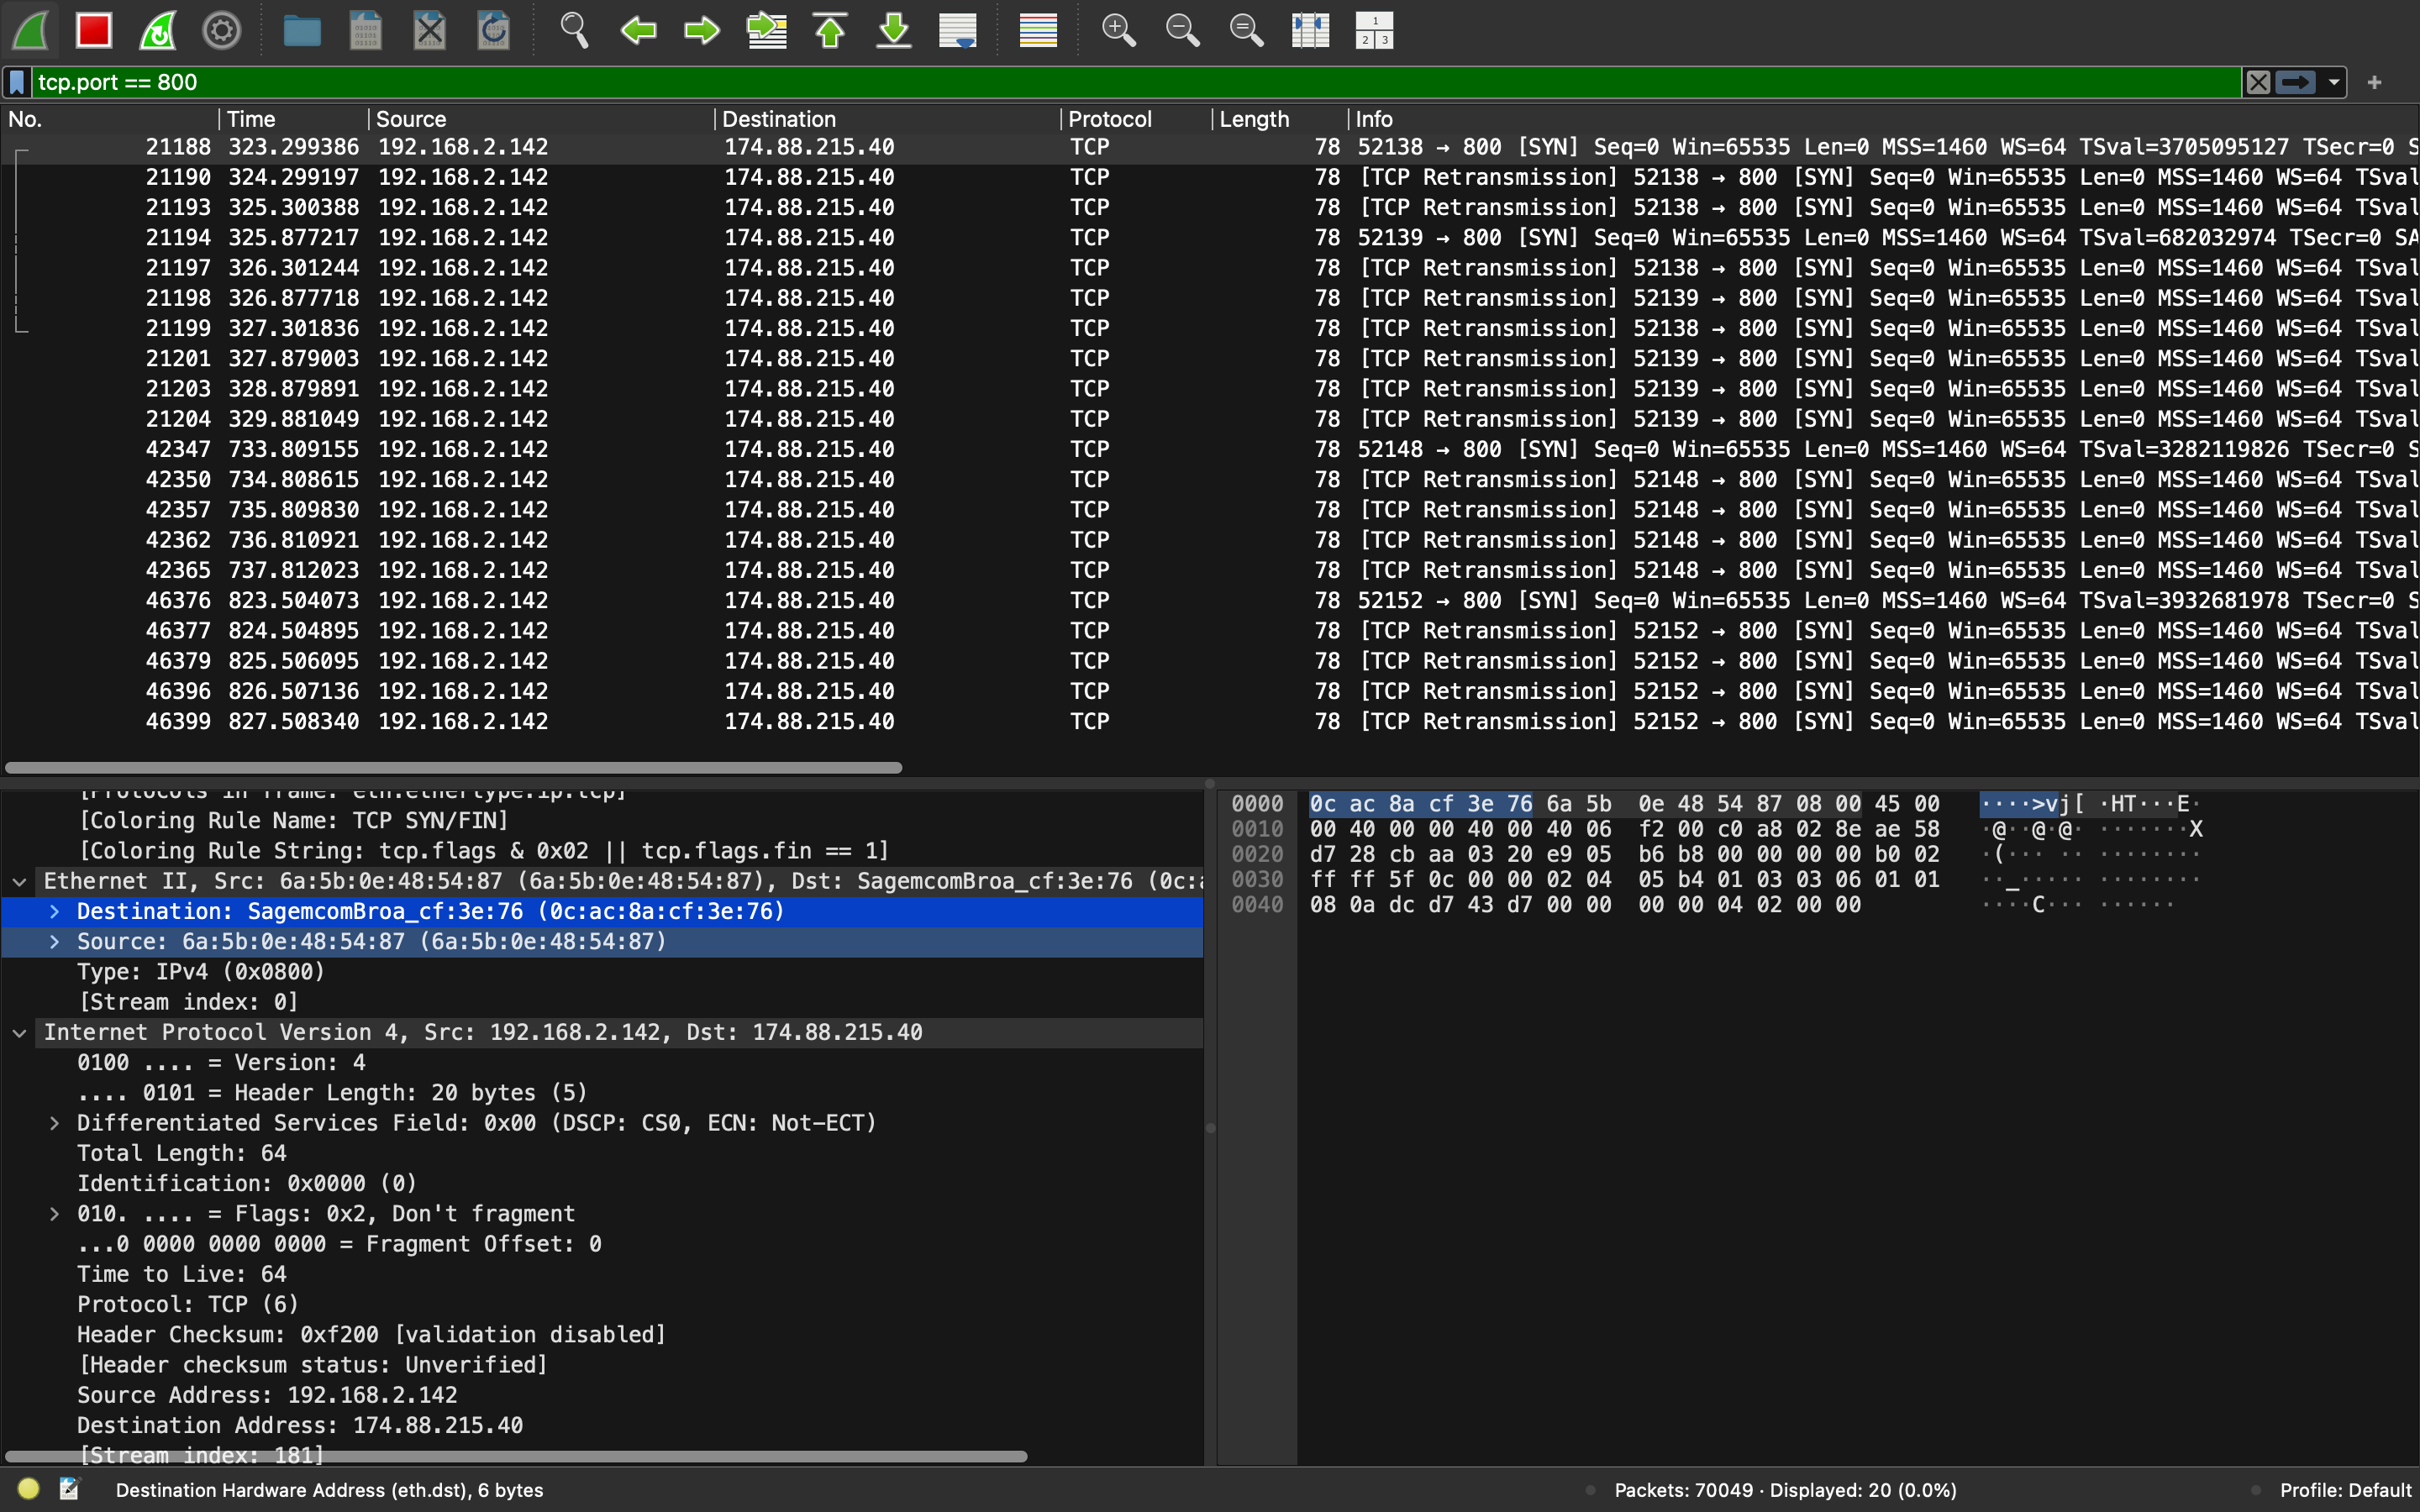 1
2 3
tcp.port == 800
No. Time Source Destination Protocol Length Info
21188 323.299386 192.168.2.142 174.88.215.40 TCP 78 52138 → 800 [SYN] Seq=0 Win=65535 Len=0 MSS=1460 WS=64 TSval=3705095127 TSecr=0 S
21190 324.299197 192.168.2.142 174.88.215.40 TCP 78 [TCP Retransmission] 52138 → 800 [SYN] Seq=0 Win=65535 Len=0 MSS=1460 WS=64 TSval
21193 325.300388 192.168.2.142 174.88.215.40 TCP 78 [TCP Retransmission] 52138 → 800 [SYN] Seq=0 Win=65535 Len=0 MSS=1460 WS=64 TSval
21194 325.877217 192.168.2.142 174.88.215.40 TCP 78 52139 → 800 [SYN] Seq=0 Win=65535 Len=0 MSS=1460 WS=64 TSval=682032974 TSecr=0 SA
21197 326.301244 192.168.2.142 174.88.215.40 TCP 78 [TCP Retransmission] 52138 → 800 [SYN] Seq=0 Win=65535 Len=0 MSS=1460 WS=64 TSval
21198 326.877718 192.168.2.142 174.88.215.40 TCP 78 [TCP Retransmission] 52139 → 800 [SYN] Seq=0 Win=65535 Len=0 MSS=1460 WS=64 TSval
21199 327.301836 192.168.2.142 174.88.215.40 TCP 78 [TCP Retransmission] 52138 → 800 [SYN] Seq=0 Win=65535 Len=0 MSS=1460 WS=64 TSval
21201 327.879003 192.168.2.142 174.88.215.40 TCP 78 [TCP Retransmission] 52139 → 800 [SYN] Seq=0 Win=65535 Len=0 MSS=1460 WS=64 TSval
21203 328.879891 192.168.2.142 174.88.215.40 TCP 78 [TCP Retransmission] 52139 → 800 [SYN] Seq=0 Win=65535 Len=0 MSS=1460 WS=64 TSval
21204 329.881049 192.168.2.142 174.88.215.40 TCP 78 [TCP Retransmission] 52139 → 800 [SYN] Seq=0 Win=65535 Len=0 MSS=1460 WS=64 TSval
42347 733.809155 192.168.2.142 174.88.215.40 TCP 78 52148 → 800 [SYN] Seq=0 Win=65535 Len=0 MSS=1460 WS=64 TSval=3282119826 TSecr=0 S
42350 734.808615 192.168.2.142 174.88.215.40 TCP 78 [TCP Retransmission] 52148 → 800 [SYN] Seq=0 Win=65535 Len=0 MSS=1460 WS=64 TSval
42357 735.809830 192.168.2.142 174.88.215.40 TCP 78 [TCP Retransmission] 52148 → 800 [SYN] Seq=0 Win=65535 Len=0 MSS=1460 WS=64 TSval
42362 736.810921 192.168.2.142 174.88.215.40 TCP 78 [TCP Retransmission] 52148 → 800 [SYN] Seq=0 Win=65535 Len=0 MSS=1460 WS=64 TSval
42365 737.812023 192.168.2.142 174.88.215.40 TCP 78 [TCP Retransmission] 52148 → 800 [SYN] Seq=0 Win=65535 Len=0 MSS=1460 WS=64 TSval
46376 823.504073 192.168.2.142 174.88.215.40 TCP 78 52152 → 800 [SYN] Seq=0 Win=65535 Len=0 MSS=1460 WS=64 TSval=3932681978 TSecr=0 S
46377 824.504895 192.168.2.142 174.88.215.40 TCP 78 [TCP Retransmission] 52152 → 800 [SYN] Seq=0 Win=65535 Len=0 MSS=1460 WS=64 TSval
46379 825.506095 192.168.2.142 174.88.215.40 TCP 78 [TCP Retransmission] 52152 → 800 [SYN] Seq=0 Win=65535 Len=0 MSS=1460 WS=64 TSval
46396 826.507136 192.168.2.142 174.88.215.40 TCP 78 [TCP Retransmission] 52152 → 800 [SYN] Seq=0 Win=65535 Len=0 MSS=1460 WS=64 TSval
46399 827.508340 192.168.2.142 174.88.215.40 TCP 78 [TCP Retransmission] 52152 → 800 [SYN] Seq=0 Win=65535 Len=0 MSS=1460 WS=64 TSval
[Protocols in frame: eth:ethertype:ip:tcp]
[Coloring Rule Name: TCP SYN/FIN]
[Coloring Rule String: tcp.flags & 0x02 || tcp.flags.fin == 1]
Ethernet II, Src: 6a:5b:0e:48:54:87 (6a:5b:0e:48:54:87), Dst: SagemcomBroa_cf:3e:76 (0c:a
Destination: SagemcomBroa_cf:3e:76 (0c:ac:8a:cf:3e:76)
Source: 6a:5b:0e:48:54:87 (6a:5b:0e:48:54:87)
Type: IPv4 (0x0800)
[Stream index: 0]
Internet Protocol Version 4, Src: 192.168.2.142, Dst: 174.88.215.40
0100 .... = Version: 4
.... 0101 = Header Length: 20 bytes (5)
Differentiated Services Field: 0x00 (DSCP: CS0, ECN: Not-ECT)
Total Length: 64
Identification: 0x0000 (0)
010. .... = Flags: 0x2, Don't fragment
...0 0000 0000 0000 = Fragment Offset: 0
Time to Live: 64
Protocol: TCP (6)
Header Checksum: 0xf200 [validation disabled]
[Header checksum status: Unverified]
Source Address: 192.168.2.142
Destination Address: 174.88.215.40
[Stream index: 181]
0000 0c ac 8a cf 3e 76 6a 5b 0e 48 54 87 08 00 45 00 ····>vj[ ·HT···E·
0010 00 40 00 00 40 00 40 06 f2 00 c0 a8 02 8e ae 58 ·@··@·@· ·······X
0020 d7 28 cb aa 03 20 e9 05 b6 b8 00 00 00 00 b0 02 ·(··· ·· ········
0030 ff ff 5f 0c 00 00 02 04 05 b4 01 03 03 06 01 01 ··_····· ········
0040 08 0a dc d7 43 d7 00 00 00 00 04 02 00 00 ····C··· ······
Destination Hardware Address (eth.dst), 6 bytes
Packets: 70049 · Displayed: 20 (0.0%)
Profile: Default